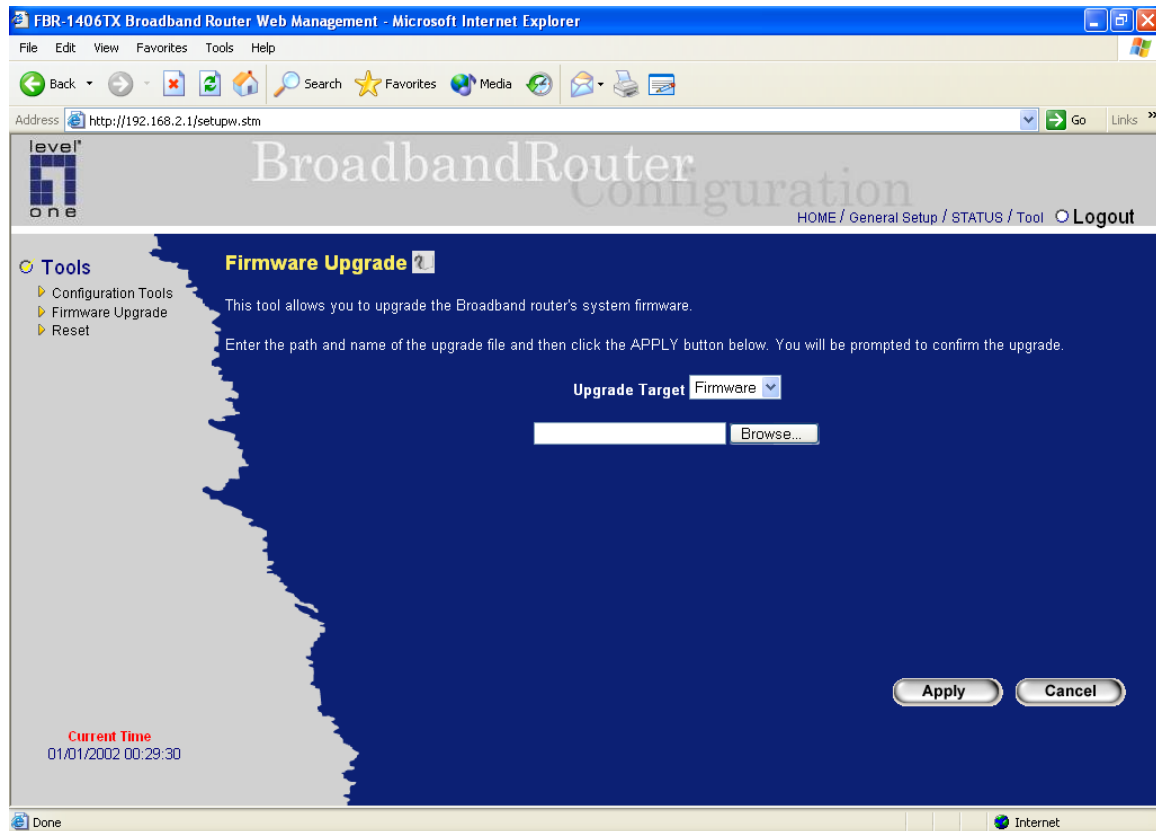 FBR-1406TX Broadband Router Web Management - Microsoft Internet Explorer
File Edit View Favorites Tools Help
Back Search Favorites Media
Address http://192.168.2.1/setupw.stm Go Links »
level
one
BroadbandRouter
Configuration
HOME / General Setup / STATUS / Tool Logout
Tools
Configuration Tools
Firmware Upgrade
Reset
Firmware Upgrade
This tool allows you to upgrade the Broadband router's system firmware.
Enter the path and name of the upgrade file and then click the APPLY button below. You will be prompted to confirm the upgrade.
Upgrade Target Firmware
Browse...
Apply Cancel
Current Time
01/01/2002 00:29:30
Done Internet